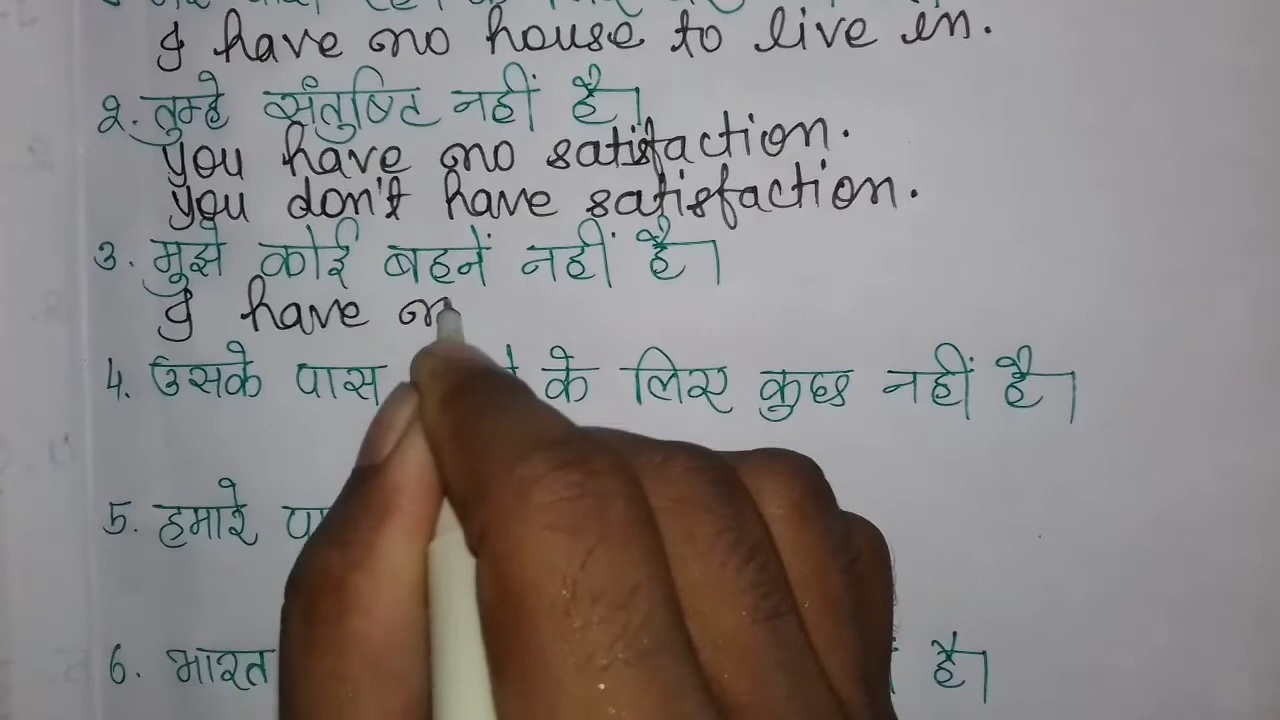 I have no house to live in.
2. तुम्हे संतुष्टि नहीं है।
you have no satisfaction.
you don't have satisfaction.
3. मुझे कोई बहनें नहीं है।
I have n
4. उसके पास के लिए कुछ नहीं है।
5. हमारे
6. भारत है।